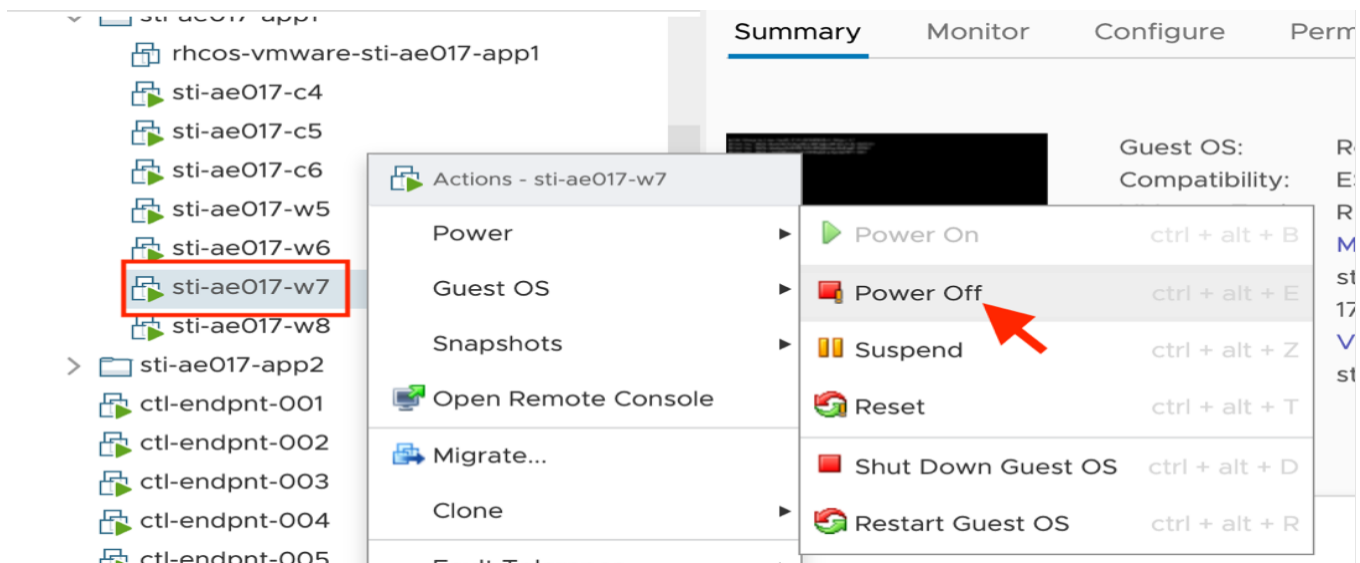 sti-ae017-app1
rhcos-vmware-sti-ae017-app1
sti-ae017-c4
sti-ae017-c5
sti-ae017-c6
sti-ae017-w5
sti-ae017-w6
sti-ae017-w7
sti-ae017-w8
sti-ae017-app2
ctl-endpnt-001
ctl-endpnt-002
ctl-endpnt-003
ctl-endpnt-004
ctl-endpnt-005
Summary Monitor Configure Perm
Guest OS: R
Compatibility: E
R
M
st
17
V
st
Actions - sti-ae017-w7
Power
Guest OS
Snapshots
Open Remote Console
Migrate...
Clone
Power On ctrl + alt + B
Power Off ctrl + alt + E
Suspend ctrl + alt + Z
Reset ctrl + alt + T
Shut Down Guest OS ctrl + alt + D
Restart Guest OS ctrl + alt + R